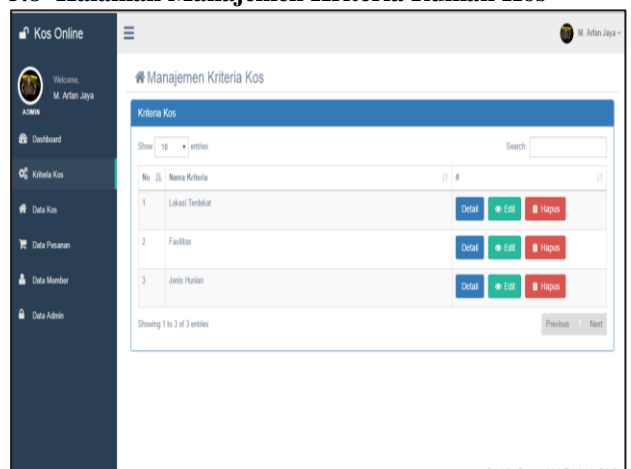 Kos Online
M. Arfan Jaya
Welcome,
M. Arfan Jaya
ADMIN
Dashboard
Kriteria Kos
Data Kos
Data Pesanan
Data Member
Data Admin
Manajemen Kriteria Kos
Kriteria Kos
Show 10 entries
Search:
No Nama Kriteria #
1 Lokasi Terdekat Detail Edit Hapus
2 Fasilitas Detail Edit Hapus
3 Jenis Hunian Detail Edit Hapus
Showing 1 to 3 of 3 entries
Previous 1 Next